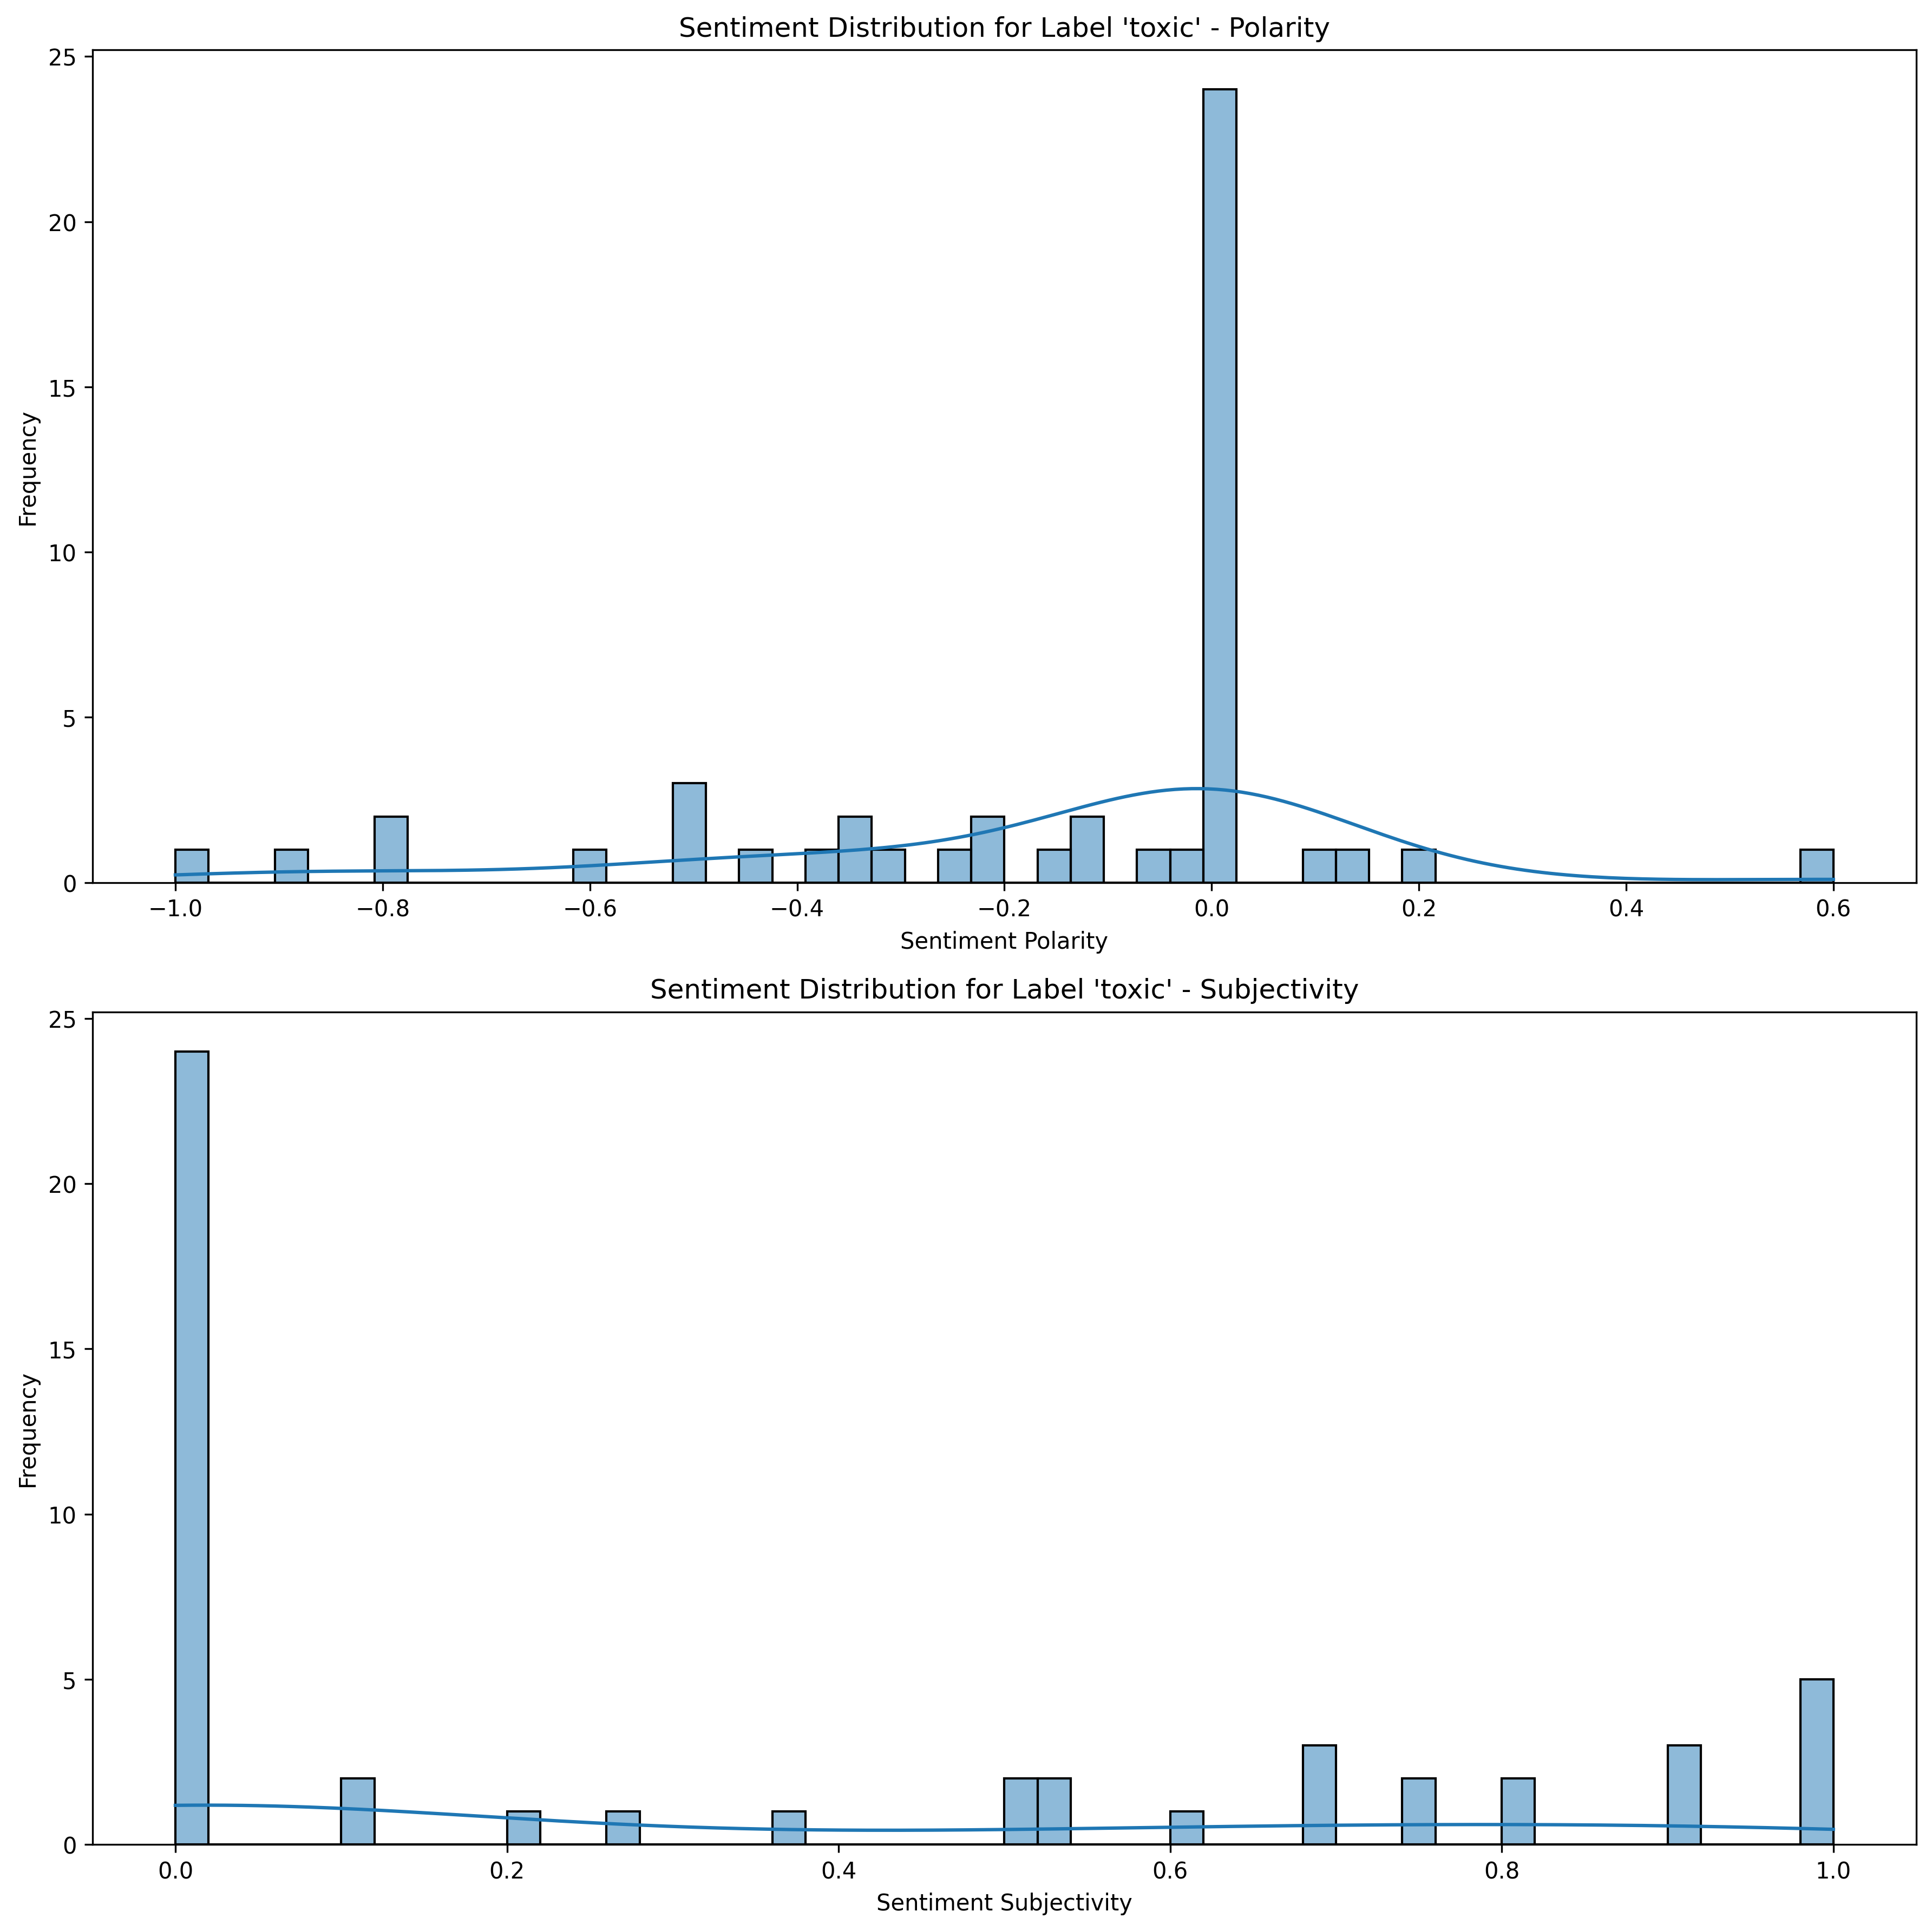 Sentiment Distribution for Label 'toxic' - Polarity
25
20
15
10
5
0
Frequency
−1.0 −0.8 −0.6 −0.4 −0.2 0.0 0.2 0.4 0.6
Sentiment Polarity
Sentiment Distribution for Label 'toxic' - Subjectivity
25
20
15
10
5
0
Frequency
0.0 0.2 0.4 0.6 0.8 1.0
Sentiment Subjectivity